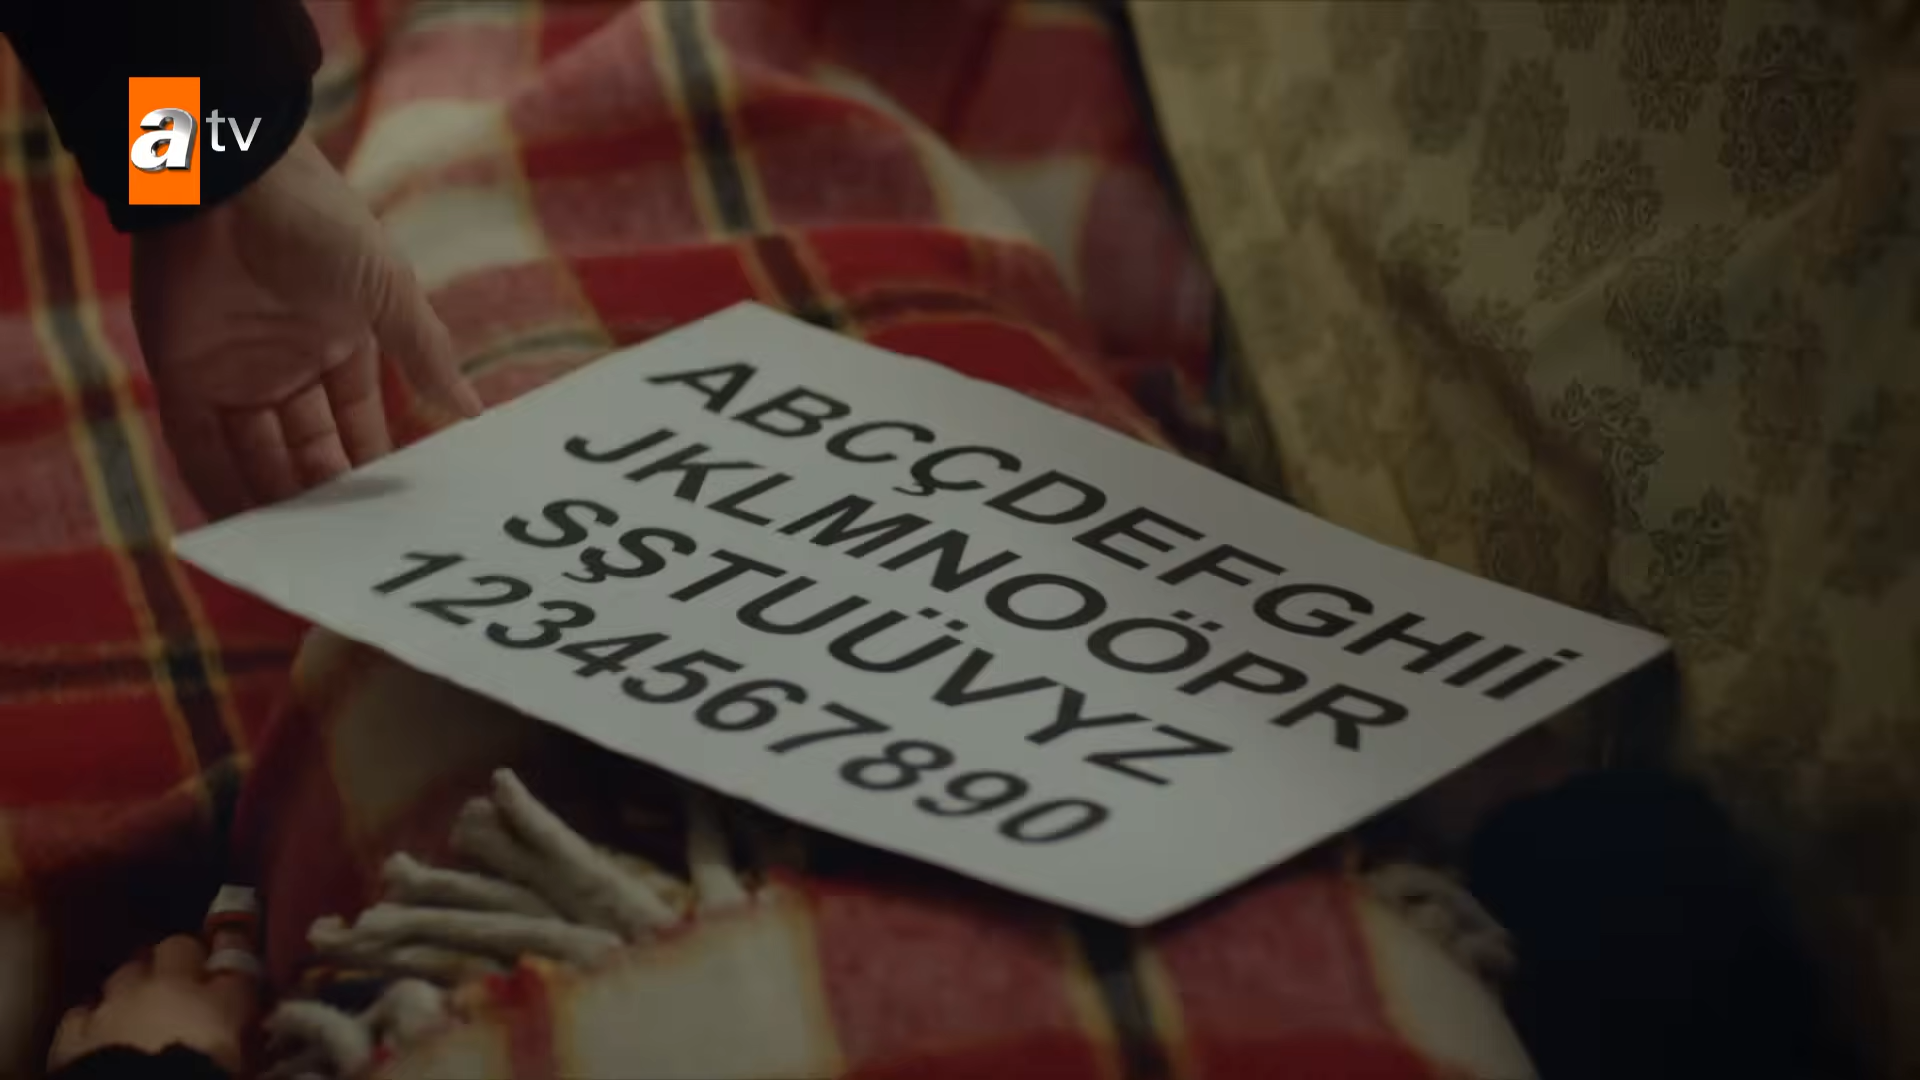 atv
ABCÇDEFGHIİ
JKLMNOÖPR
SŞTUÜVYZ
1234567890